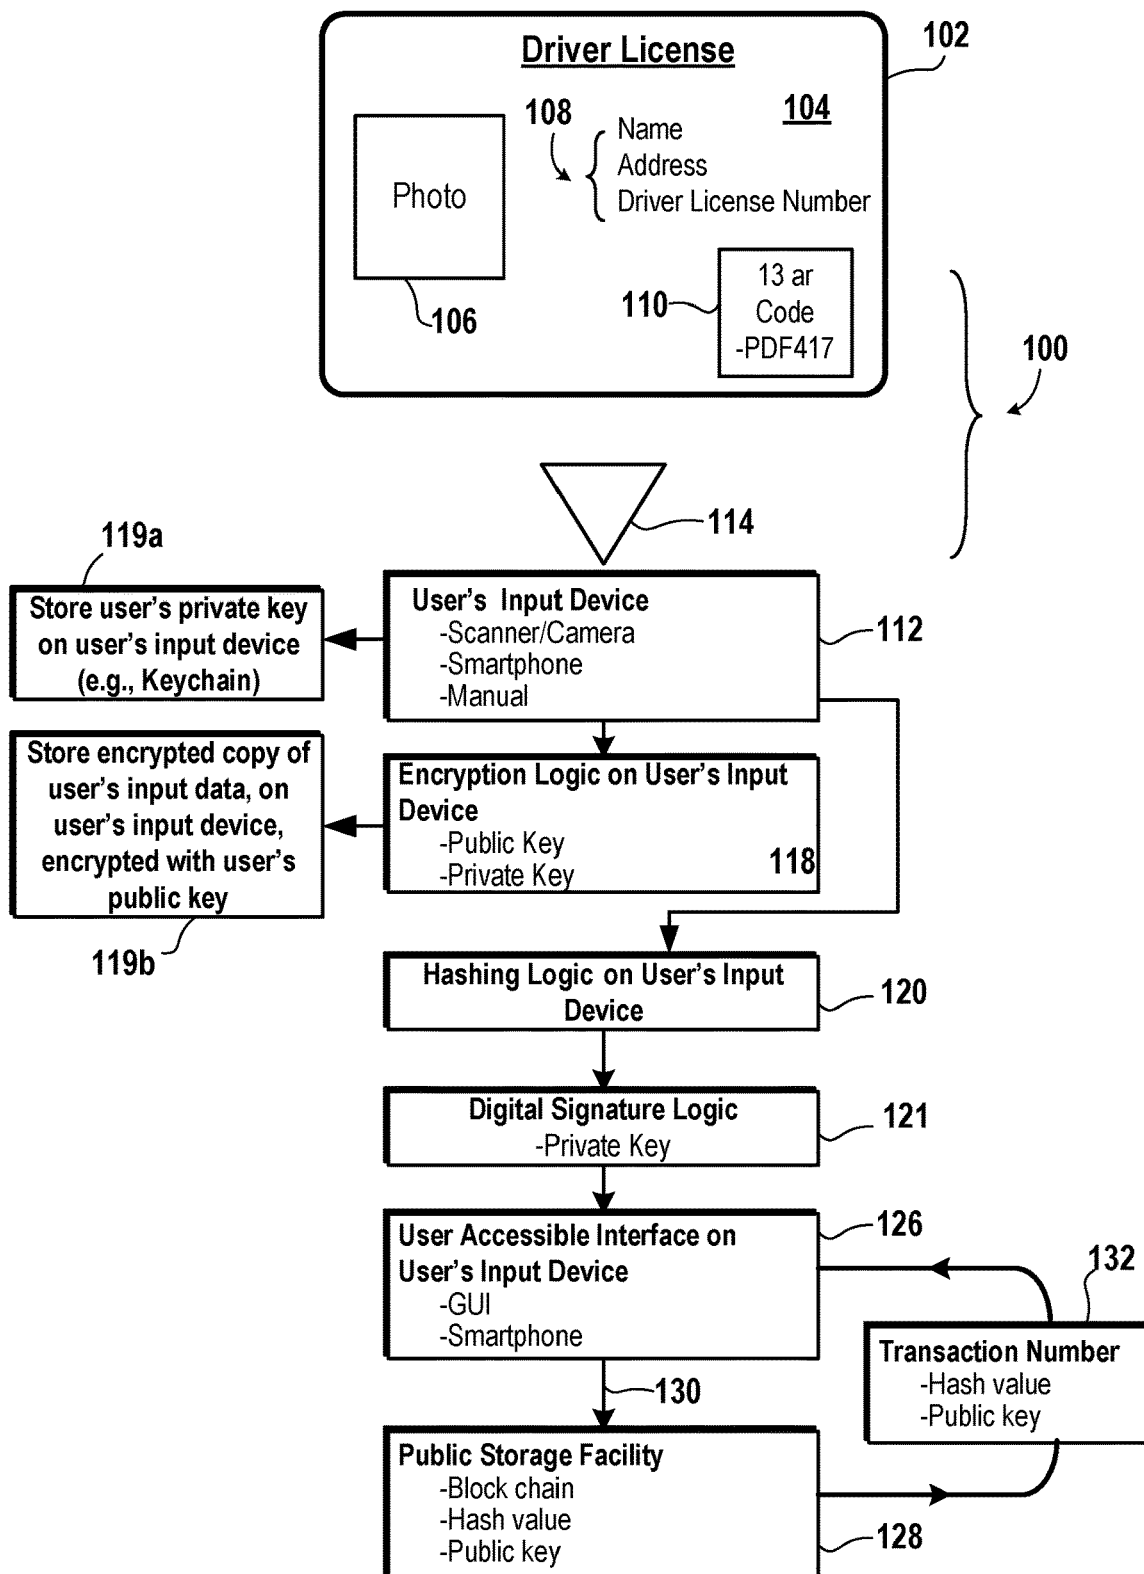 Driver License
102
104
108
Name
Address
Driver License Number
Photo
106
110
13 ar
Code
-PDF417
100
114
119a
Store user's private key
on user's input device
(e.g., Keychain)
User's Input Device
-Scanner/Camera
-Smartphone
-Manual
112
Store encrypted copy of
user's input data, on
user's input device,
encrypted with user's
public key
119b
Encryption Logic on User's Input
Device
-Public Key
-Private Key
118
Hashing Logic on User's Input
Device
120
Digital Signature Logic
-Private Key
121
User Accessible Interface on
User's Input Device
-GUI
-Smartphone
126
132
Transaction Number
-Hash value
-Public key
130
Public Storage Facility
-Block chain
-Hash value
-Public key
128